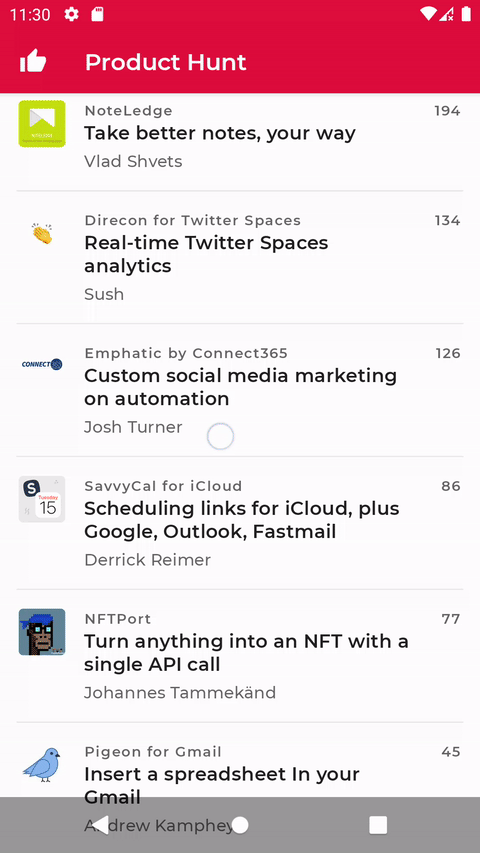 11:30
Product Hunt
NoteLedge
194
Take better notes, your way
Vlad Shvets
Direcon for Twitter Spaces
134
Real-time Twitter Spaces
analytics
Sush
Emphatic by Connect365
126
CONNECT
Custom social media marketing
on automation
Josh Turner
SavvyCal for iCloud
86
S
Tuesday
15
Scheduling links for iCloud, plus
Google, Outlook, Fastmail
Derrick Reimer
NFTPort
77
Turn anything into an NFT with a
single API call
Johannes Tammekänd
Pigeon for Gmail
45
Insert a spreadsheet In your
Gmail
Andrew Kamphey